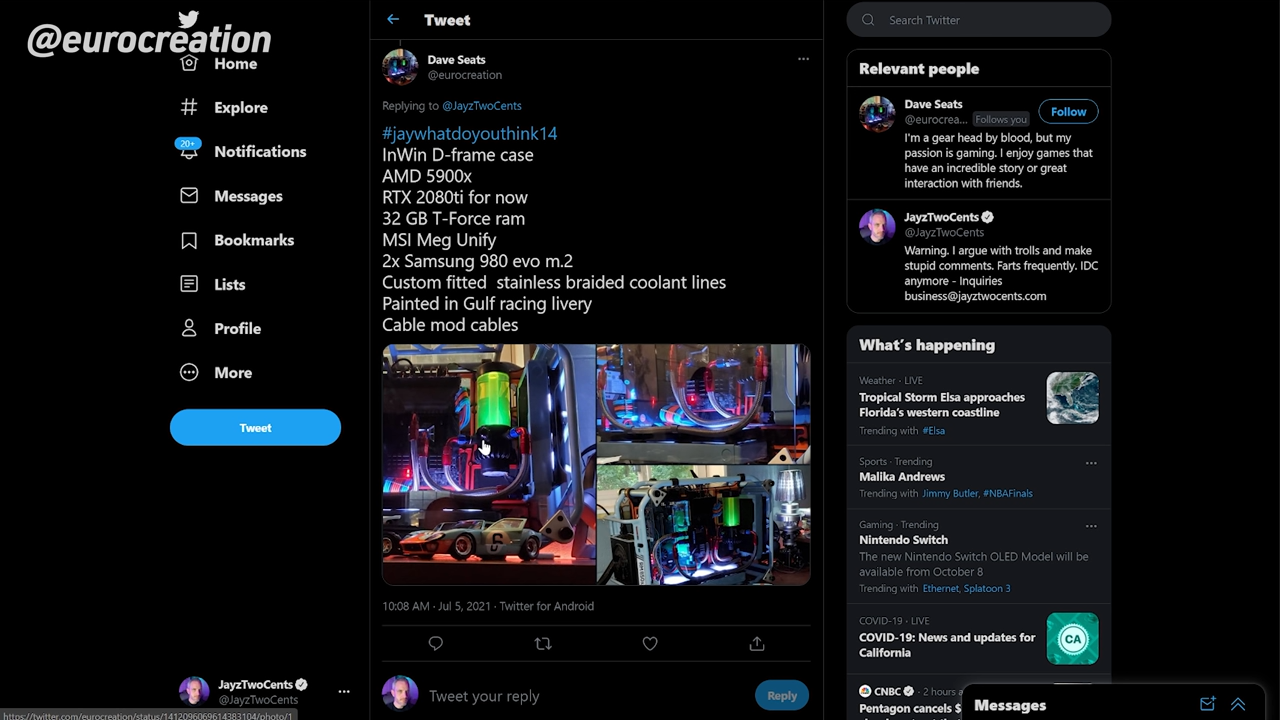 @eurocreation
Home
Explore
20+
Notifications
Messages
Bookmarks
Lists
Profile
More
Tweet
JayzTwoCents
@JayzTwoCents
https://twitter.com/eurocreation/status/1412096069614383104/photo/1
Tweet
Dave Seats
@eurocreation
Replying to @JayzTwoCents
#jaywhatdoyouthink14
InWin D-frame case
AMD 5900x
RTX 2080ti for now
32 GB T-Force ram
MSI Meg Unify
2x Samsung 980 evo m.2
Custom fitted  stainless braided coolant lines
Painted in Gulf racing livery
Cable mod cables
6
10:08 AM · Jul 5, 2021 · Twitter for Android
Tweet your reply
Reply
Search Twitter
Relevant people
Dave Seats
@eurocrea... Follows you
Follow
I'm a gear head by blood, but my
passion is gaming. I enjoy games that
have an incredible story or great
interaction with friends.
JayzTwoCents
@JayzTwoCents
Warning. I argue with trolls and make
stupid comments. Farts frequently. IDC
anymore - Inquiries
business@jayztwocents.com
What's happening
Weather · LIVE
Tropical Storm Elsa approaches
Florida's western coastline
Trending with #Elsa
Sports · Trending
Malika Andrews
Trending with Jimmy Butler, #NBAFinals
Gaming · Trending
Nintendo Switch
The new Nintendo Switch OLED Model will be
available from October 8
Trending with Ethernet, Splatoon 3
COVID-19 · LIVE
COVID-19: News and updates for
California
CA
CNBC · 2 hours a
Pentagon cancels $
Messages